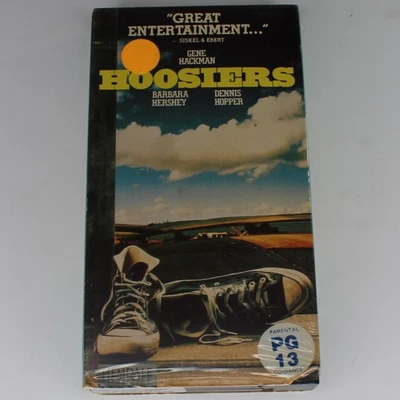 "GREAT
ENTERTAINMENT..."
- SISKEL & EBERT
GENE
HACKMAN
HOOSIERS
BARBARA
HERSHEY
DENNIS
HOPPER
PARENTAL
PG
13
GUIDANCE